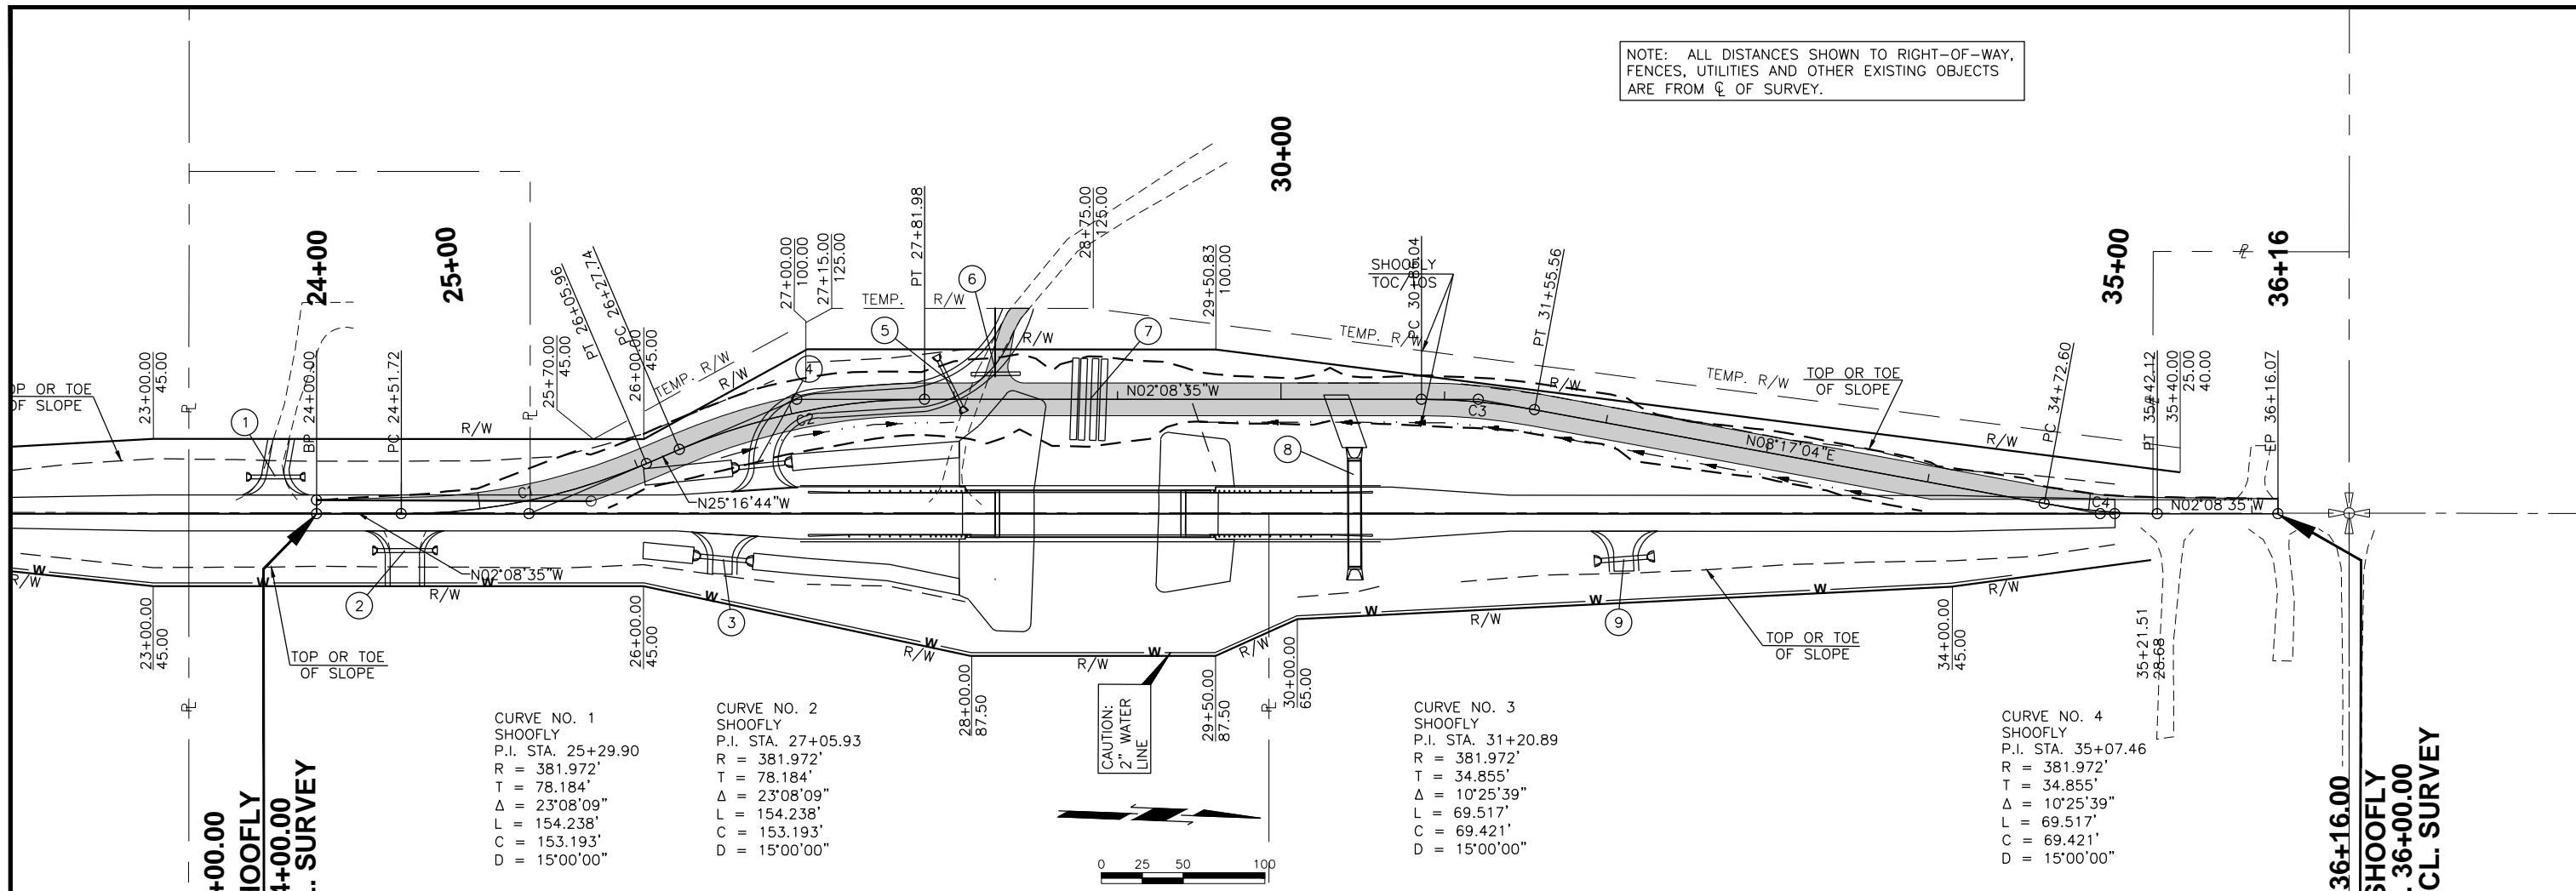 NOTE: ALL DISTANCES SHOWN TO RIGHT-OF-WAY,
FENCES, UTILITIES AND OTHER EXISTING OBJECTS
ARE FROM ℄ OF SURVEY.
24+00
25+00
30+00
35+00
36+16
23+00.00
45.00
BP 24+00.00
PC 24+51.72
25+70.00
45.00
PT 26+05.96
PC 26+27.74
26+00.00
45.00
27+00.00
100.00
27+15.00
125.00
PT 27+81.98
28+75.00
125.00
29+50.83
100.00
SHOOFLY
TOC/TOS
PC 30+86.04
PT 31+55.56
PC 34+72.60
PT 35+42.12
35+40.00
25.00
40.00
EP 36+16.07
OP OR TOE
OF SLOPE
R/W
TEMP. R/W
R/W
TEMP. R/W
R/W
TEMP. R/W
R/W
TEMP. R/W
TOP OR TOE
OF SLOPE
R/W
1
2
3
4
5
6
7
8
9
C1
C2
C3
C4
N25°16'44"W
N02°08'35"W
N08°17'04"E
N02°08'35"W
N02°08'35"W
℄
℄
℄
℄
℄
W
R/W
W
W
R/W
W
W
R/W
R/W
W
R/W
W
R/W
W
W
R/W
23+00.00
45.00
TOP OR TOE
OF SLOPE
26+00.00
45.00
28+00.00
87.50
CAUTION:
2" WATER
LINE
29+50.00
87.50
30+00.00
65.00
TOP OR TOE
OF SLOPE
34+00.00
45.00
35+21.51
28.68
CURVE NO. 1
SHOOFLY
P.I. STA. 25+29.90
R = 381.972'
T = 78.184'
Δ = 23°08'09"
L = 154.238'
C = 153.193'
D = 15°00'00"
CURVE NO. 2
SHOOFLY
P.I. STA. 27+05.93
R = 381.972'
T = 78.184'
Δ = 23°08'09"
L = 154.238'
C = 153.193'
D = 15°00'00"
CURVE NO. 3
SHOOFLY
P.I. STA. 31+20.89
R = 381.972'
T = 34.855'
Δ = 10°25'39"
L = 69.517'
C = 69.421'
D = 15°00'00"
CURVE NO. 4
SHOOFLY
P.I. STA. 35+07.46
R = 381.972'
T = 34.855'
Δ = 10°25'39"
L = 69.517'
C = 69.421'
D = 15°00'00"
0 25 50 100
+00.00
HOOFLY
4+00.00
. SURVEY
36+16.00
SHOOFLY
. 36+00.00
CL. SURVEY